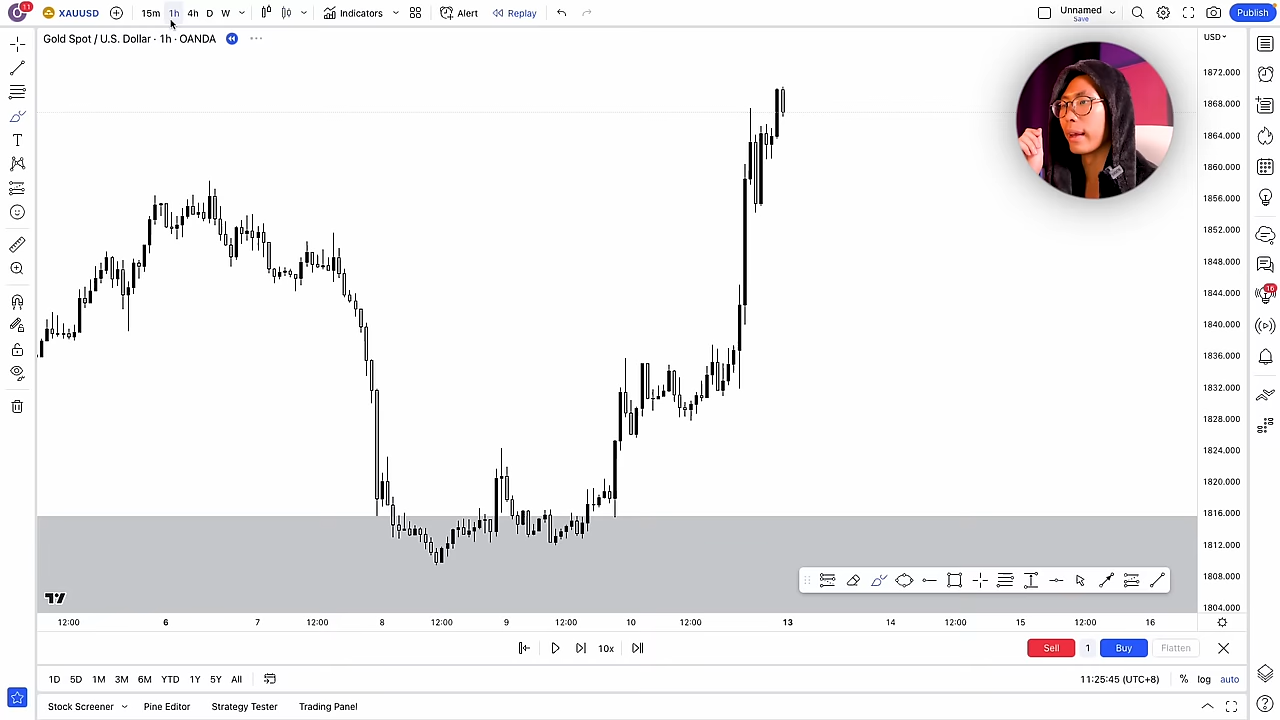 11
XAUUSD
15m 1h 4h D W
Indicators
Alert
Replay
Unnamed
Save
Publish
Gold Spot / U.S. Dollar · 1h · OANDA
USD
1872.000
1868.000
1864.000
1860.000
1856.000
1852.000
1848.000
1844.000
1840.000
1836.000
1832.000
1828.000
1824.000
1820.000
1816.000
1812.000
1808.000
1804.000
16
12:00 6 12:00 7 12:00 8 12:00 9 12:00 10 12:00 13 14 12:00 15 12:00 16
10x
Sell 1 Buy Flatten
1D 5D 1M 3M 6M YTD 1Y 5Y All
11:25:45 (UTC+8) % log auto
Stock Screener Pine Editor Strategy Tester Trading Panel